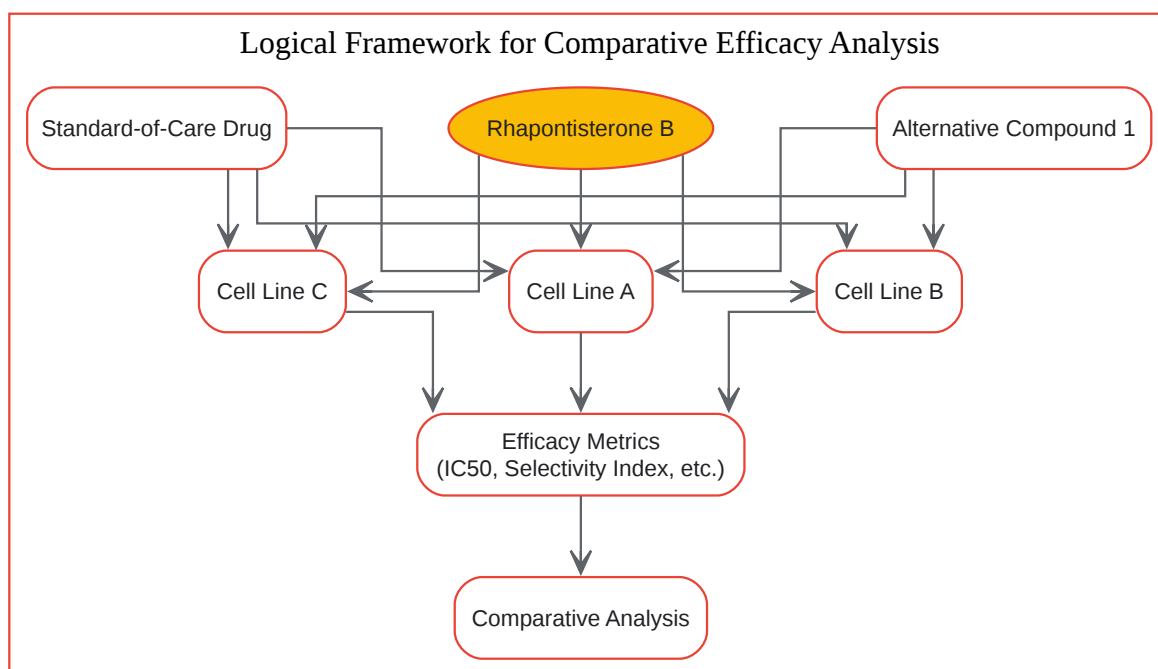 Logical Framework for Comparative Efficacy Analysis
Standard-of-Care Drug
Rhapontisterone B
Alternative Compound 1
Cell Line C
Cell Line A
Cell Line B
Efficacy Metrics
(IC50, Selectivity Index, etc.)
Comparative Analysis